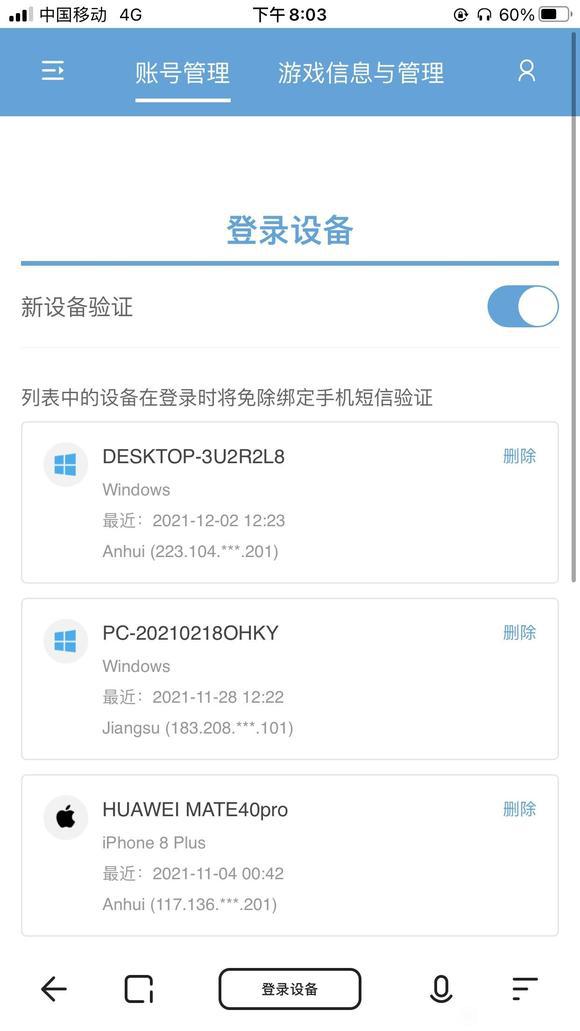 中国移动 4G 下午8:03 60%
账号管理 游戏信息与管理
登录设备
新设备验证
列表中的设备在登录时将免除绑定手机短信验证
DESKTOP-3U2R2L8 删除
Windows
最近：2021-12-02 12:23
Anhui (223.104.***.201)
PC-20210218OHKY 删除
Windows
最近：2021-11-28 12:22
Jiangsu (183.208.***.101)
HUAWEI MATE40pro 删除
iPhone 8 Plus
最近：2021-11-04 00:42
Anhui (117.136.***.201)
登录设备